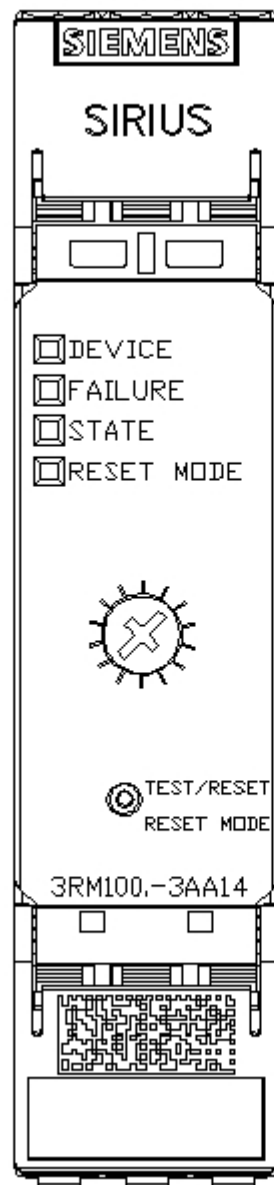 SIEMENS
SIRIUS
DEVICE
FAILURE
STATE
RESET MODE
TEST/RESET
RESET MODE
3RM100.-3AA14